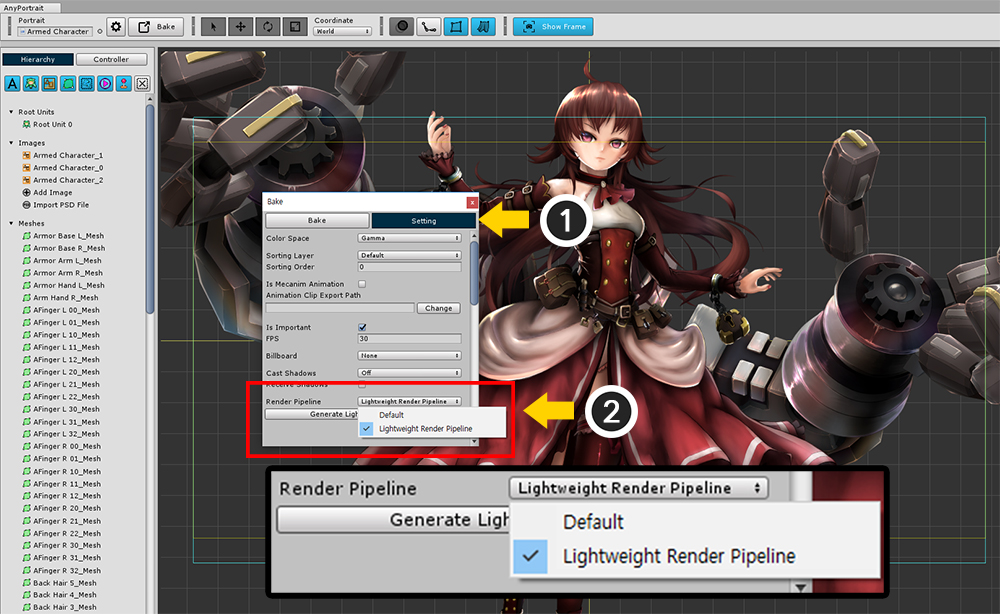 AnyPortrait
Portrait
Armed Character
Bake
Coordinate
World
Show Frame
Hierarchy
Controller
A
Root Units
Root Unit 0
Images
Armed Character_1
Armed Character_0
Armed Character_2
Add Image
Import PSD File
Meshes
Armor Base L_Mesh
Armor Base R_Mesh
Armor Arm L_Mesh
Armor Arm R_Mesh
Armor Hand L_Mesh
Arm Hand R_Mesh
AFinger L 00_Mesh
AFinger L 01_Mesh
AFinger L 10_Mesh
AFinger L 11_Mesh
AFinger L 12_Mesh
AFinger L 20_Mesh
AFinger L 21_Mesh
AFinger L 22_Mesh
AFinger L 30_Mesh
AFinger L 31_Mesh
AFinger L 32_Mesh
AFinger R 00_Mesh
AFinger R 01_Mesh
AFinger R 10_Mesh
AFinger R 11_Mesh
AFinger R 12_Mesh
AFinger R 20_Mesh
AFinger R 21_Mesh
AFinger R 22_Mesh
AFinger R 30_Mesh
AFinger R 31_Mesh
AFinger R 32_Mesh
Back Hair 5_Mesh
Back Hair 4_Mesh
Back Hair 3_Mesh
Bake
x
Bake
Setting
1
Color Space
Gamma
Sorting Layer
Default
Sorting Order
0
Is Mecanim Animation
Animation Clip Export Path
Change
Is Important
FPS
30
Billboard
None
Cast Shadows
Off
Receive Shadows
Render Pipeline
Lightweight Render Pipeline
Generate Ligh
Default
Lightweight Render Pipeline
2
Render Pipeline
Lightweight Render Pipeline
Generate Ligh
Default
Lightweight Render Pipeline